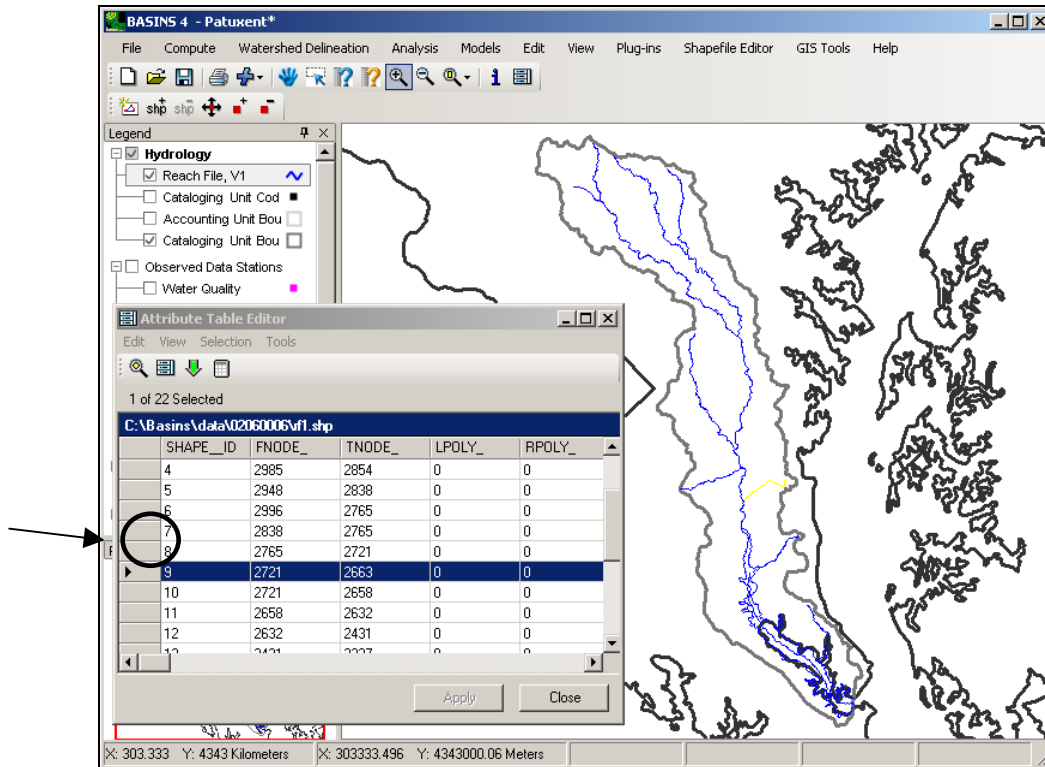 BASINS 4 - Patuxent*
File Compute Watershed Delineation Analysis Models Edit View Plug-ins Shapefile Editor GIS Tools Help
shp shp
Legend
Hydrology
Reach File, V1
Cataloging Unit Cod
Accounting Unit Bou
Cataloging Unit Bou
Observed Data Stations
Water Quality
Attribute Table Editor
Edit View Selection Tools
1 of 22 Selected
C:\Basins\data\02060006\rf1.shp
SHAPE__ID FNODE_ TNODE_ LPOLY_ RPOLY_
4 2985 2854 0 0
5 2948 2838 0 0
6 2996 2765 0 0
7 2838 2765 0 0
8 2765 2721 0 0
9 2721 2663 0 0
10 2721 2658 0 0
11 2658 2632 0 0
12 2632 2431 0 0
Apply Close
X: 303.333 Y: 4343 Kilometers X: 303333.496 Y: 4343000.06 Meters